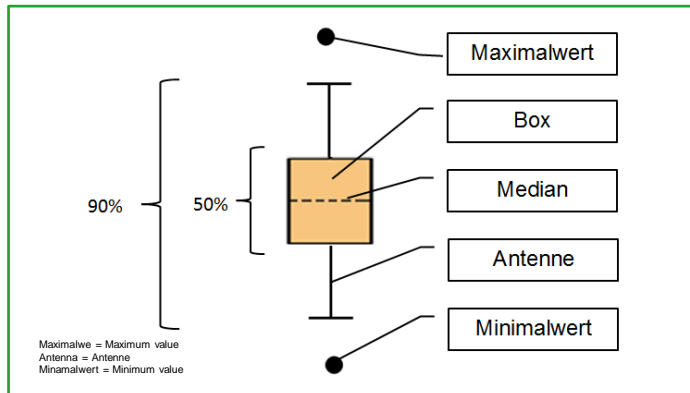 Maximalwert
Box
Median
Antenne
Minimalwert
90%
50%
Maximalwe = Maximum value
Antenna = Antenne
Minamalwert = Minimum value